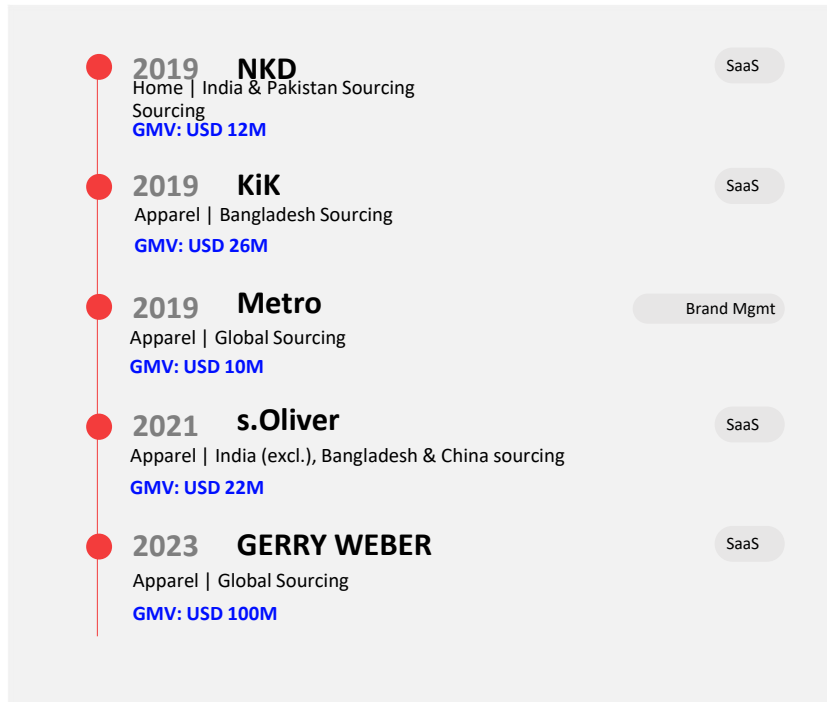 2019 NKD SaaS
Home | India & Pakistan Sourcing
Sourcing
GMV: USD 12M
2019 KiK SaaS
Apparel | Bangladesh Sourcing
GMV: USD 26M
2019 Metro Brand Mgmt
Apparel | Global Sourcing
GMV: USD 10M
2021 s.Oliver SaaS
Apparel | India (excl.), Bangladesh & China sourcing
GMV: USD 22M
2023 GERRY WEBER SaaS
Apparel | Global Sourcing
GMV: USD 100M